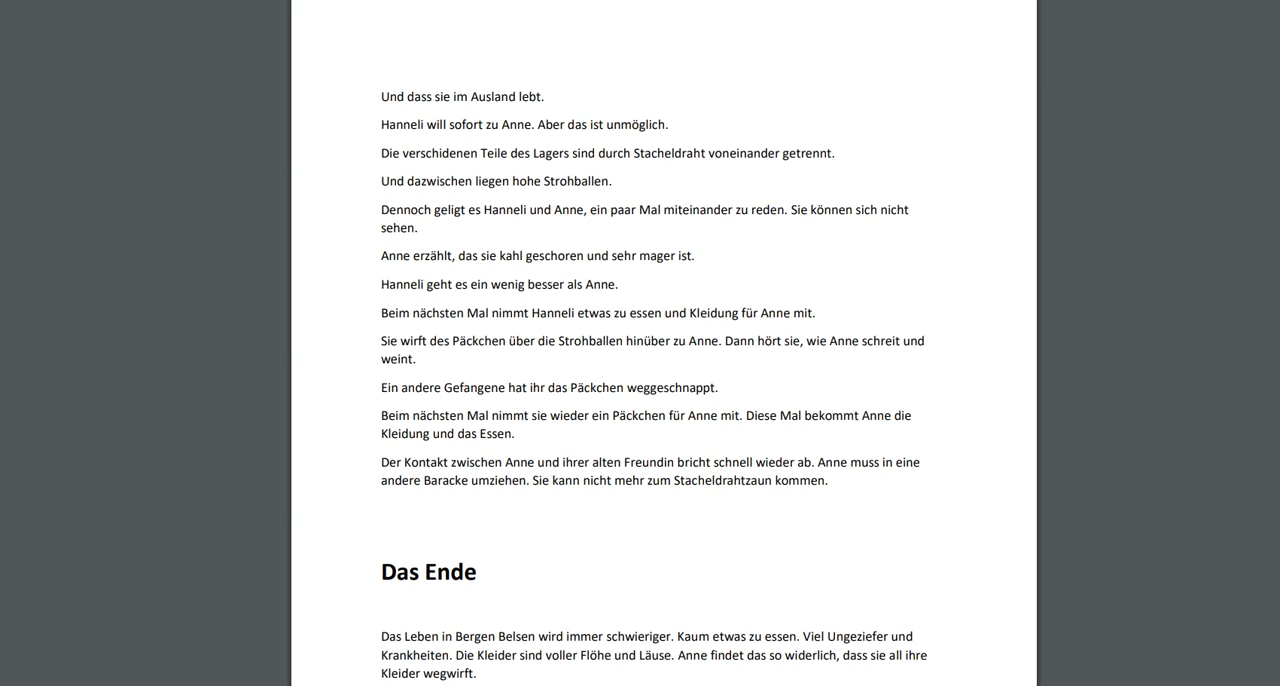 Und dass sie im Ausland lebt.
Hanneli will sofort zu Anne. Aber das ist unmöglich.
Die verschidenen Teile des Lagers sind durch Stacheldraht voneinander getrennt.
Und dazwischen liegen hohe Strohballen.
Dennoch geligt es Hanneli und Anne, ein paar Mal miteinander zu reden. Sie können sich nicht
sehen.
Anne erzählt, das sie kahl geschoren und sehr mager ist.
Hanneli geht es ein wenig besser als Anne.
Beim nächsten Mal nimmt Hanneli etwas zu essen und Kleidung für Anne mit.
Sie wirft des Päckchen über die Strohballen hinüber zu Anne. Dann hört sie, wie Anne schreit und
weint.
Ein andere Gefangene hat ihr das Päckchen weggeschnappt.
Beim nächsten Mal nimmt sie wieder ein Päckchen für Anne mit. Diese Mal bekommt Anne die
Kleidung und das Essen.
Der Kontakt zwischen Anne und ihrer alten Freundin bricht schnell wieder ab. Anne muss in eine
andere Baracke umziehen. Sie kann nicht mehr zum Stacheldrahtzaun kommen.
Das Ende
Das Leben in Bergen Belsen wird immer schwieriger. Kaum etwas zu essen. Viel Ungeziefer und
Krankheiten. Die Kleider sind voller Flöhe und Läuse. Anne findet das so widerlich, dass sie all ihre
Kleider wegwirft.